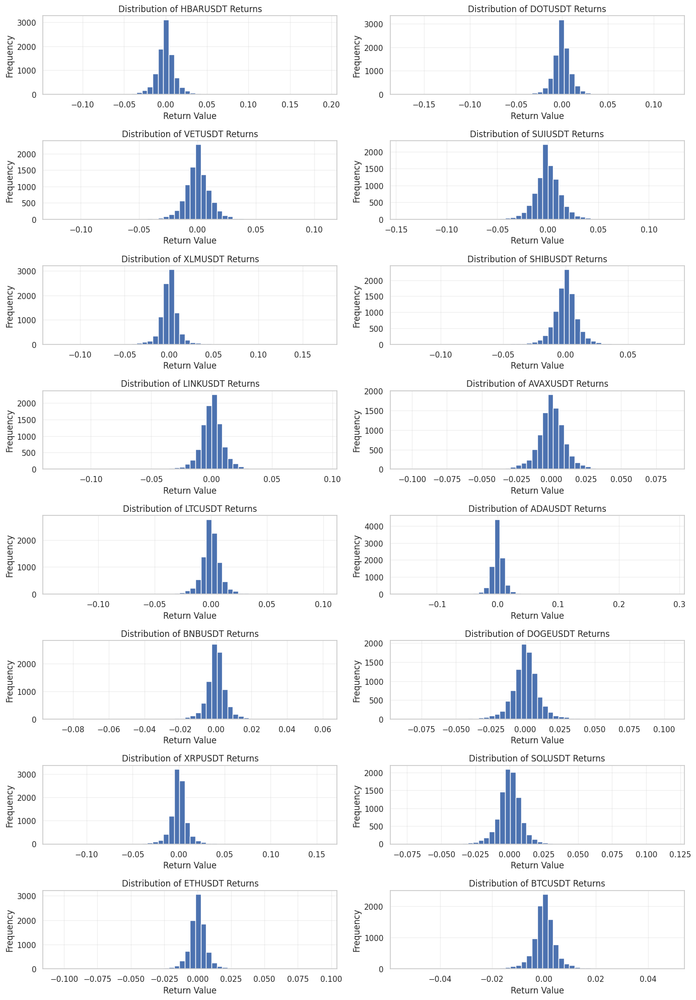 Distribution of HBARUSDT Returns
Frequency
3000
2000
1000
0
−0.10 −0.05 0.00 0.05 0.10 0.15 0.20
Return Value
Distribution of DOTUSDT Returns
Frequency
3000
2000
1000
0
−0.15 −0.10 −0.05 0.00 0.05 0.10
Return Value
Distribution of VETUSDT Returns
Frequency
2000
1500
1000
500
0
−0.10 −0.05 0.00 0.05 0.10
Return Value
Distribution of SUIUSDT Returns
Frequency
2000
1500
1000
500
0
−0.15 −0.10 −0.05 0.00 0.05 0.10
Return Value
Distribution of XLMUSDT Returns
Frequency
3000
2000
1000
0
−0.10 −0.05 0.00 0.05 0.10 0.15
Return Value
Distribution of SHIBUSDT Returns
Frequency
2000
1500
1000
500
0
−0.10 −0.05 0.00 0.05
Return Value
Distribution of LINKUSDT Returns
Frequency
2000
1500
1000
500
0
−0.10 −0.05 0.00 0.05 0.10
Return Value
Distribution of AVAXUSDT Returns
Frequency
2000
1500
1000
500
0
−0.100 −0.075 −0.050 −0.025 0.000 0.025 0.050 0.075
Return Value
Distribution of LTCUSDT Returns
Frequency
2000
1000
0
−0.10 −0.05 0.00 0.05 0.10
Return Value
Distribution of ADAUSDT Returns
Frequency
4000
3000
2000
1000
0
−0.1 0.0 0.1 0.2 0.3
Return Value
Distribution of BNBUSDT Returns
Frequency
2000
1000
0
−0.08 −0.06 −0.04 −0.02 0.00 0.02 0.04 0.06
Return Value
Distribution of DOGEUSDT Returns
Frequency
2000
1500
1000
500
0
−0.075 −0.050 −0.025 0.000 0.025 0.050 0.075 0.100
Return Value
Distribution of XRPUSDT Returns
Frequency
3000
2000
1000
0
−0.10 −0.05 0.00 0.05 0.10 0.15
Return Value
Distribution of SOLUSDT Returns
Frequency
2000
1500
1000
500
0
−0.075 −0.050 −0.025 0.000 0.025 0.050 0.075 0.100 0.125
Return Value
Distribution of ETHUSDT Returns
Frequency
3000
2000
1000
0
−0.100 −0.075 −0.050 −0.025 0.000 0.025 0.050 0.075 0.100
Return Value
Distribution of BTCUSDT Returns
Frequency
2000
1000
0
−0.04 −0.02 0.00 0.02 0.04
Return Value